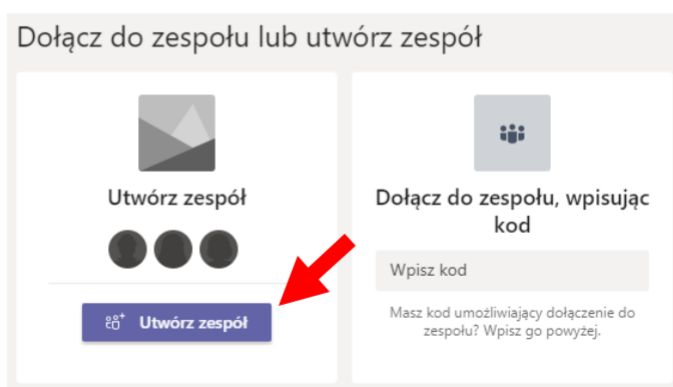 Dołącz do zespołu lub utwórz zespół
Utwórz zespół
Utwórz zespół
Dołącz do zespołu, wpisując
kod
Wpisz kod
Masz kod umożliwiający dołączenie do
zespołu? Wpisz go powyżej.